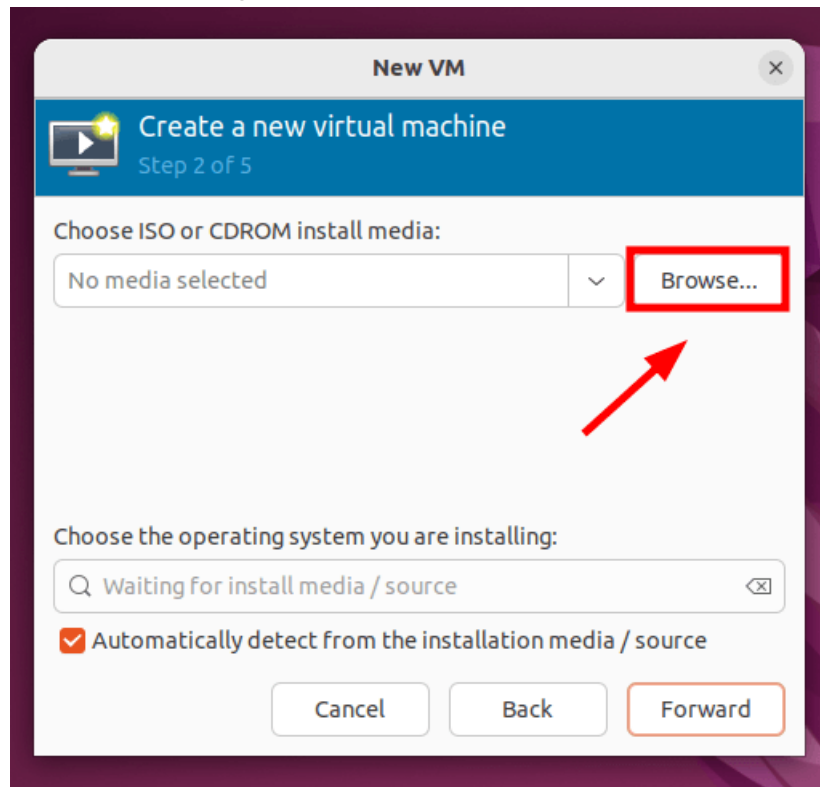 New VM
Create a new virtual machine
Step 2 of 5
Choose ISO or CDROM install media:
No media selected
Browse...
Choose the operating system you are installing:
Waiting for install media / source
Automatically detect from the installation media / source
Cancel Back Forward